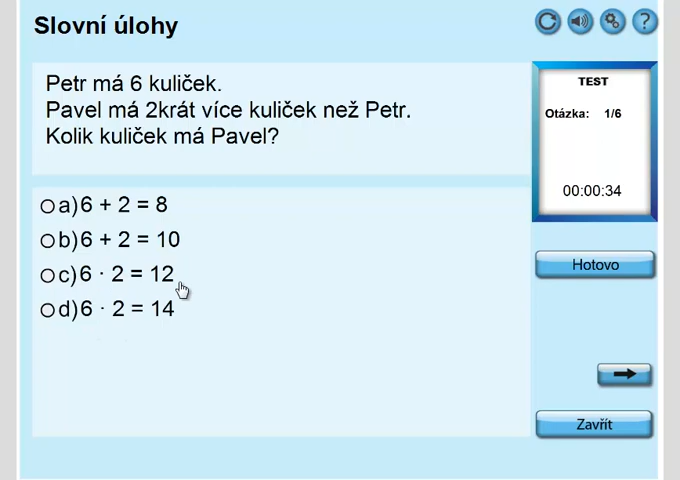 Slovní úlohy
?
Petr má 6 kuliček.
Pavel má 2krát více kuliček než Petr.
Kolik kuliček má Pavel?
TEST
Otázka: 1/6
00:00:34
a)6 + 2 = 8
b)6 + 2 = 10
c)6 · 2 = 12
d)6 · 2 = 14
Hotovo
Zavřít